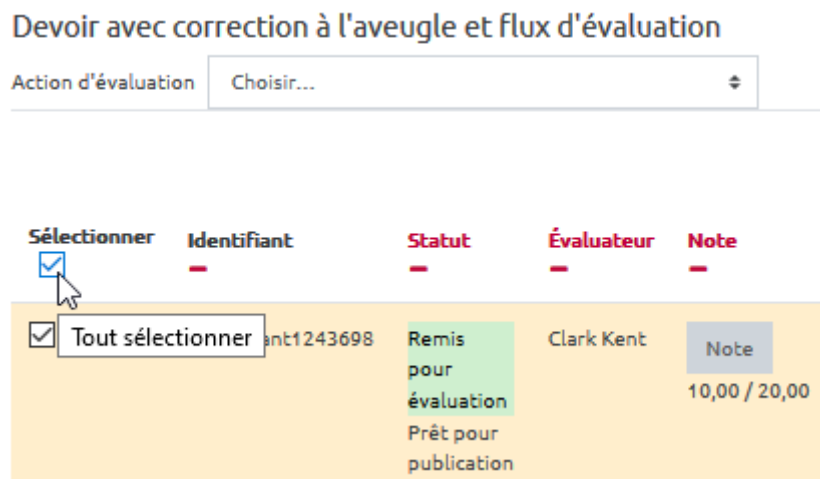 Devoir avec correction à l'aveugle et flux d'évaluation
Action d'évaluation Choisir...
Sélectionner Identifiant Statut Évaluateur Note
Tout sélectionner ant1243698 Remis pour évaluation Clark Kent Note
10,00 / 20,00
Prêt pour
publication